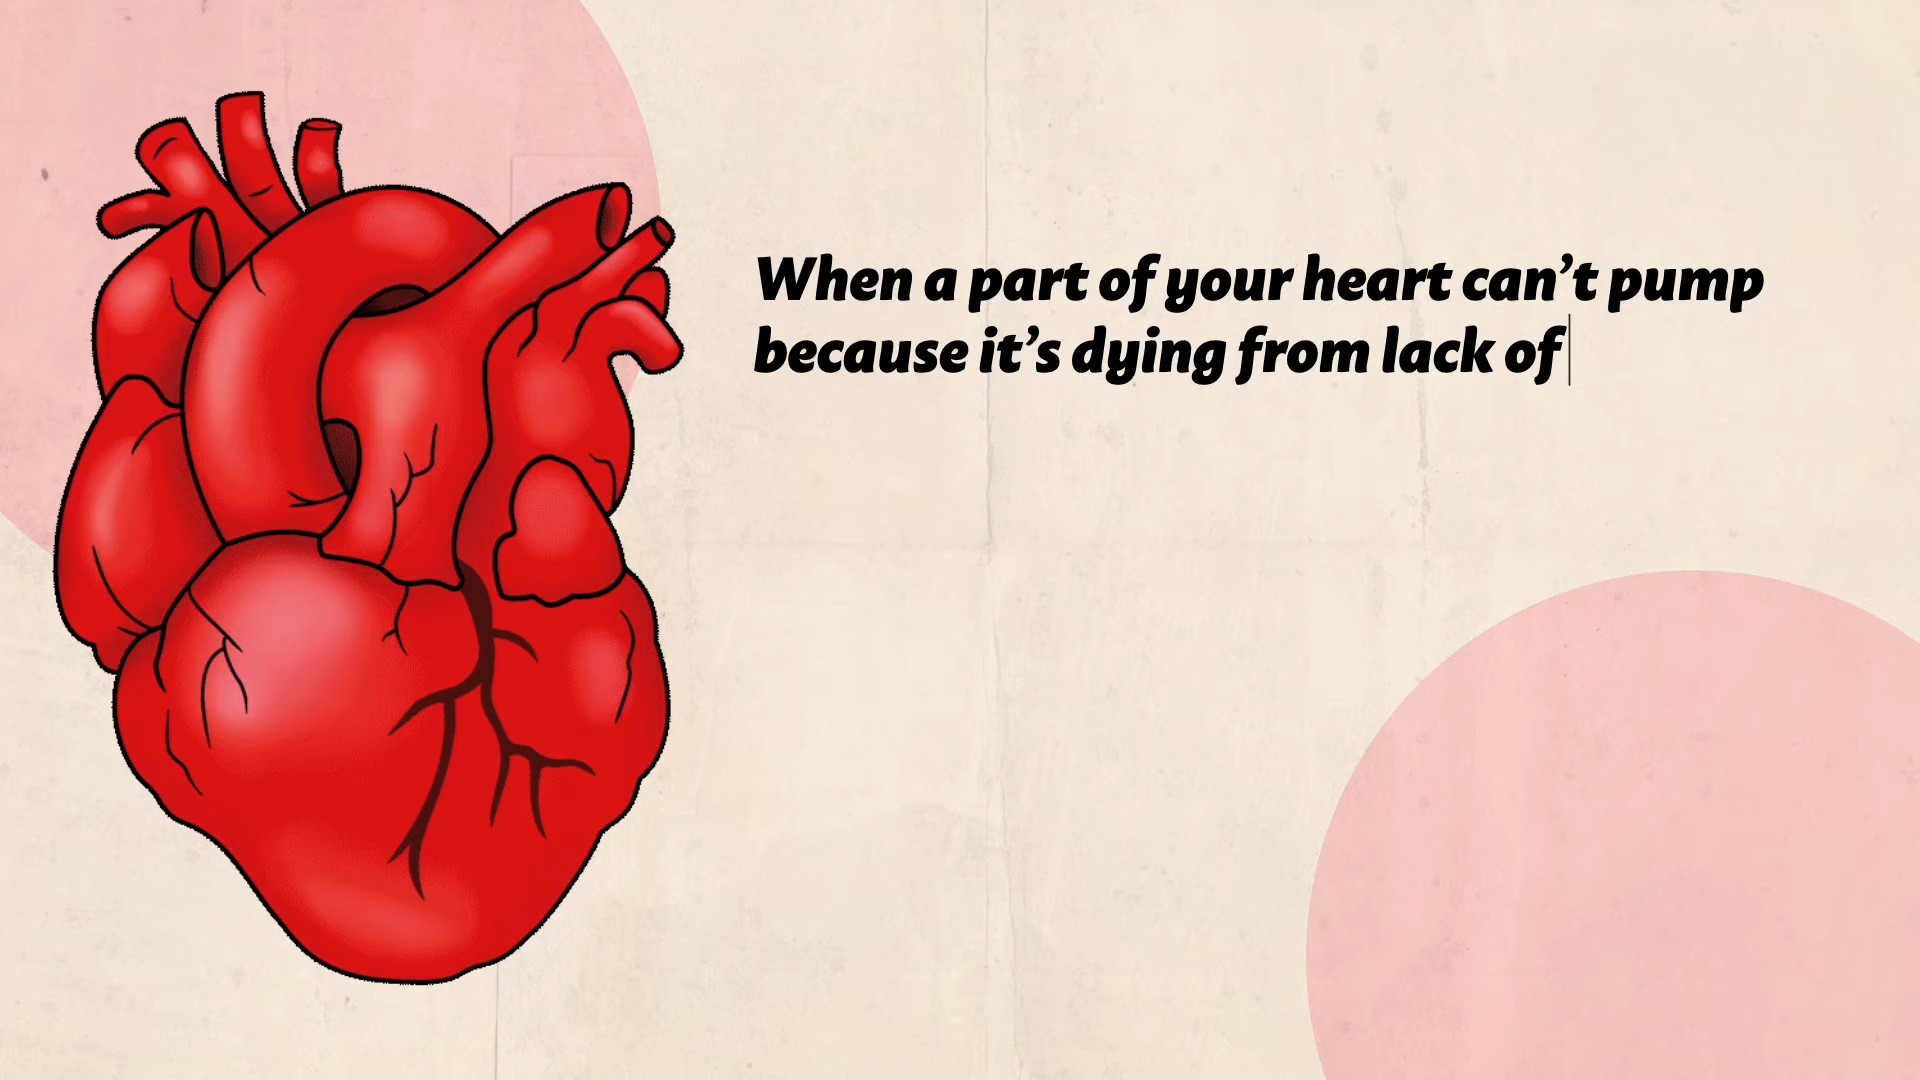 When a part of your heart can’t pump
because it’s dying from lack of